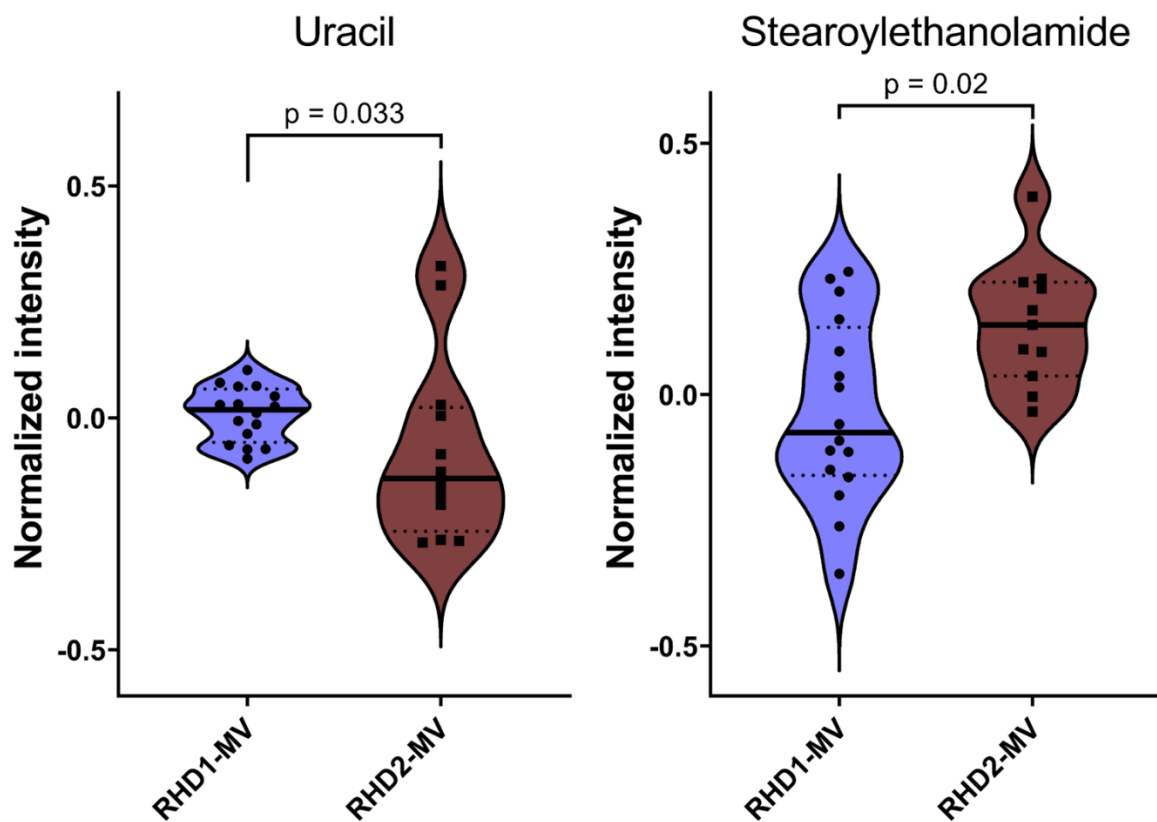 Uracil
p = 0.033
Normalized intensity
0.5
0.0
-0.5
RHD1-MV
RHD2-MV
Stearoylethanolamide
p = 0.02
Normalized intensity
0.5
0.0
-0.5
RHD1-MV
RHD2-MV